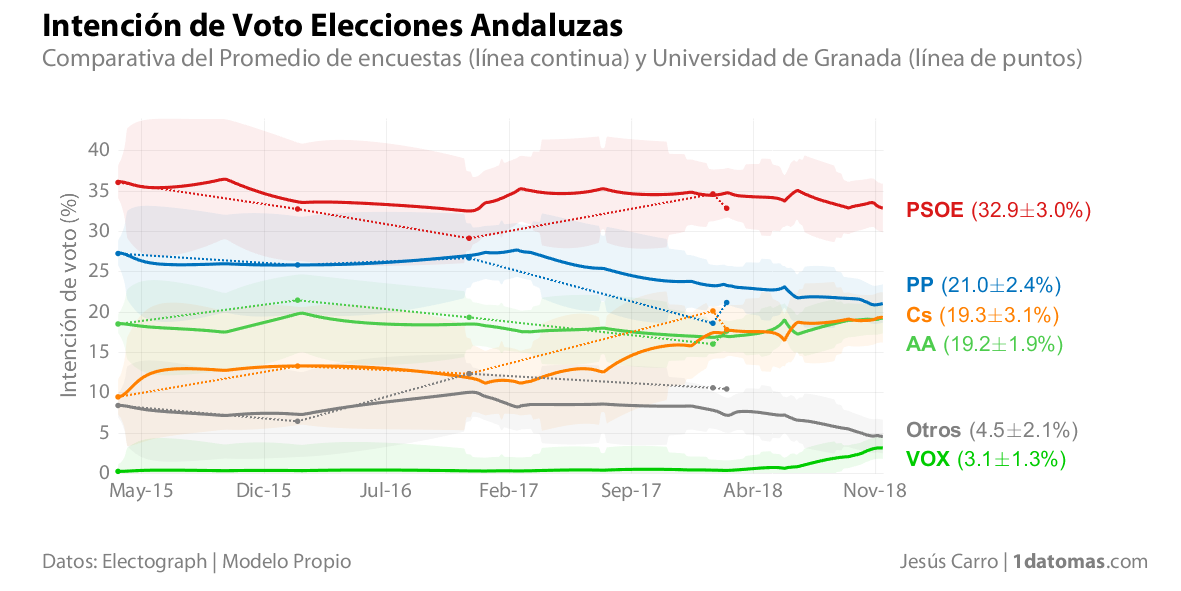 Intención de Voto Elecciones Andaluzas
Comparativa del Promedio de encuestas (línea continua) y Universidad de Granada (línea de puntos)
Intención de voto (%)
40
35
30
25
20
15
10
5
0
May-15 Dic-15 Jul-16 Feb-17 Sep-17 Abr-18 Nov-18
PSOE (32.9±3.0%)
PP (21.0±2.4%)
Cs (19.3±3.1%)
AA (19.2±1.9%)
Otros (4.5±2.1%)
VOX (3.1±1.3%)
Datos: Electograph | Modelo Propio
Jesús Carro | 1datomas.com